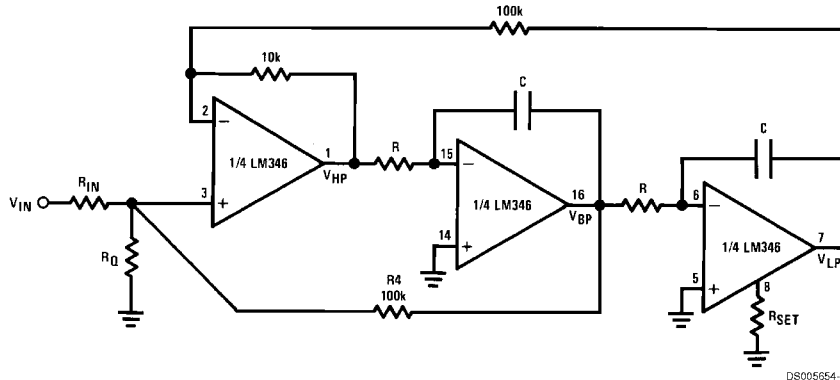 100k
10k
C
2
−
1/4 LM346
1
V_HP
3
+
V_IN
R_IN
R_Q
R
15
−
1/4 LM346
16
V_BP
14
+
R4
100k
R
C
6
−
1/4 LM346
7
V_LP
5
+
8
R_SET
DS005654-